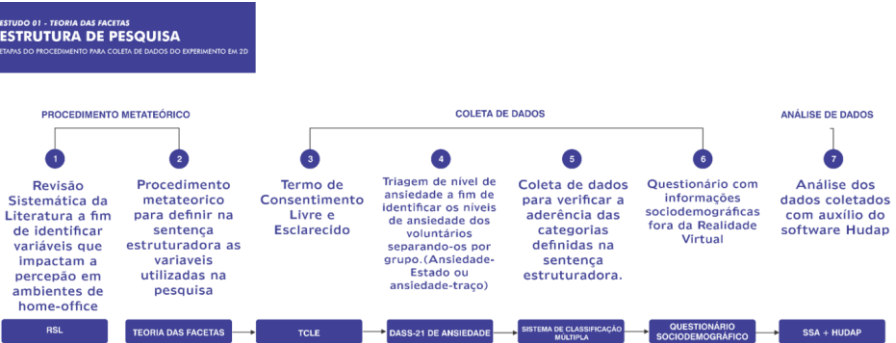 ESTUDO 01 - TEORIA DAS FACETAS
ESTRUTURA DE PESQUISA
ETAPAS DO PROCEDIMENTO PARA COLETA DE DADOS DO EXPERIMENTO EM 2D
PROCEDIMENTO METATEÓRICO
COLETA DE DADOS
ANÁLISE DE DADOS
1
Revisão
Sistemática da
Literatura a fim
de identificar
variáveis que
impactam a
percepão em
ambientes de
home-office
RSL
2
Procedimento
metateorico
para definir na
sentença
estruturadora as
variaveis
utilizadas na
pesquisa
TEORIA DAS FACETAS
3
Termo de
Consentimento
Livre e
Esclarecido
TCLE
4
Triagem de nível de
ansiedade a fim de
identificar os níveis
de ansiedade dos
voluntários
separando-os por
grupo.(Ansiedade-
Estado ou
ansiedade-traço)
DASS-21 DE ANSIEDADE
5
Coleta de dados
para verificar a
aderência das
categorias
definidas na
sentença
estruturadora.
SISTEMA DE CLASSIFICAÇÃO
MÚLTIPLA
6
Questionário com
informações
sociodemográficas
fora da Realidade
Virtual
QUESTIONÁRIO
SOCIODEMOGRÁFICO
7
Análise dos
dados coletados
com auxílio do
software Hudap
SSA + HUDAP